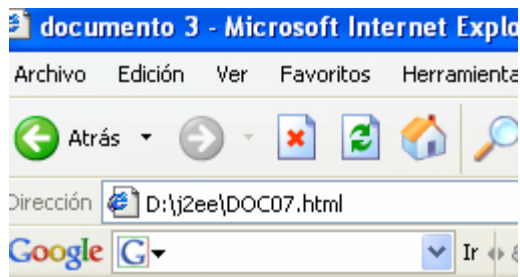 documento 3 - Microsoft Internet Explo
Archivo Edición Ver Favoritos Herramienta
Atrás
Dirección D:\j2ee\DOC07.html
Google G Ir